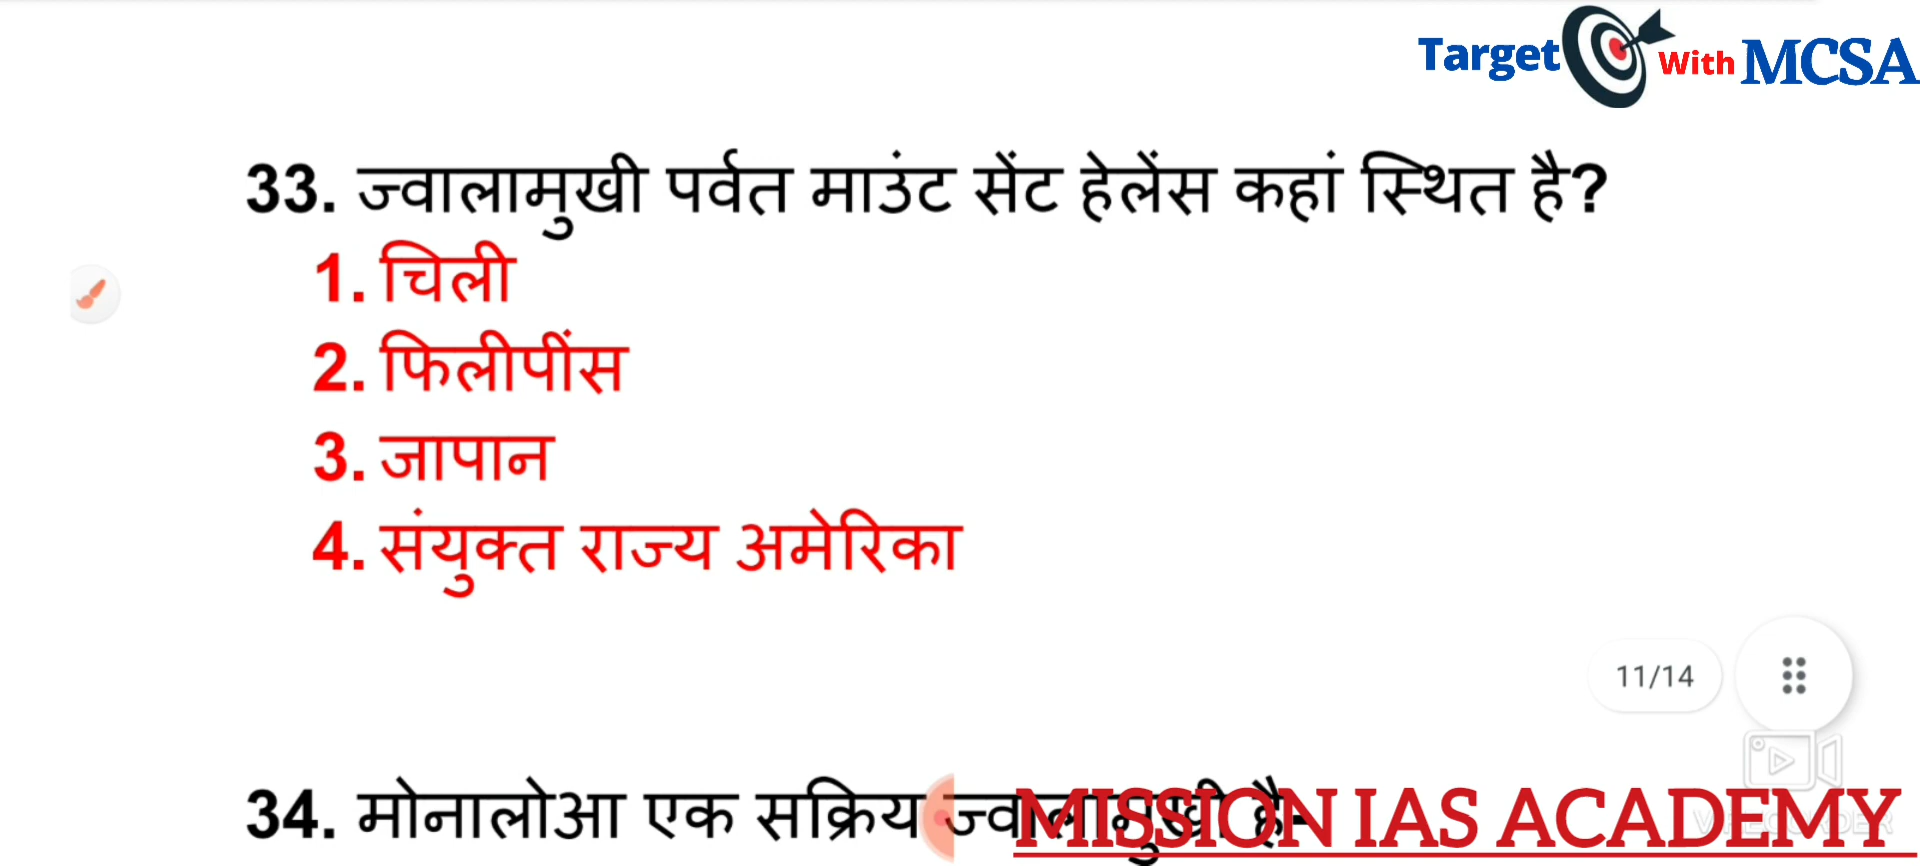 Target With MCSA
33. ज्वालामुखी पर्वत माउंट सेंट हेलेंस कहां स्थित है?
1. चिली
2. फिलीपींस
3. जापान
4. संयुक्त राज्य अमेरिका
11/14
34. मोनालोआ एक सक्रिय ज्वालामुखी है-
MISSION IAS ACADEMY